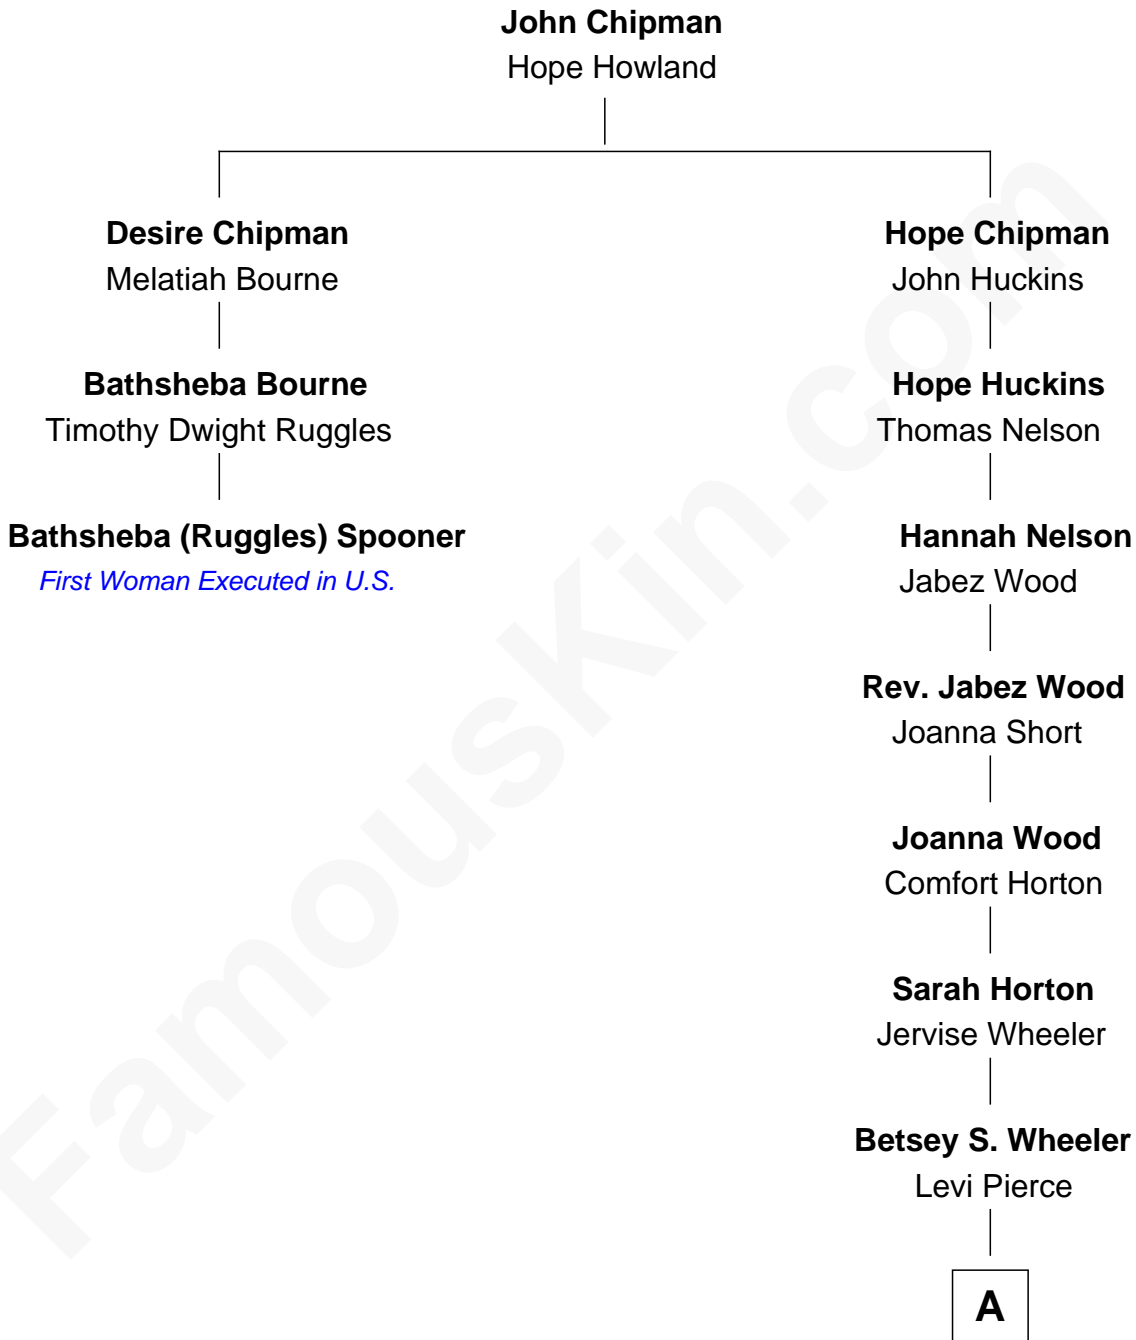 John Chipman
Hope Howland
Desire Chipman
Melatiah Bourne
Hope Chipman
John Huckins
Bathsheba Bourne
Timothy Dwight Ruggles
Hope Huckins
Thomas Nelson
Bathsheba (Ruggles) Spooner
First Woman Executed in U.S.
Hannah Nelson
Jabez Wood
Rev. Jabez Wood
Joanna Short
Joanna Wood
Comfort Horton
Sarah Horton
Jervise Wheeler
Betsey S. Wheeler
Levi Pierce
A
FamousKin.com